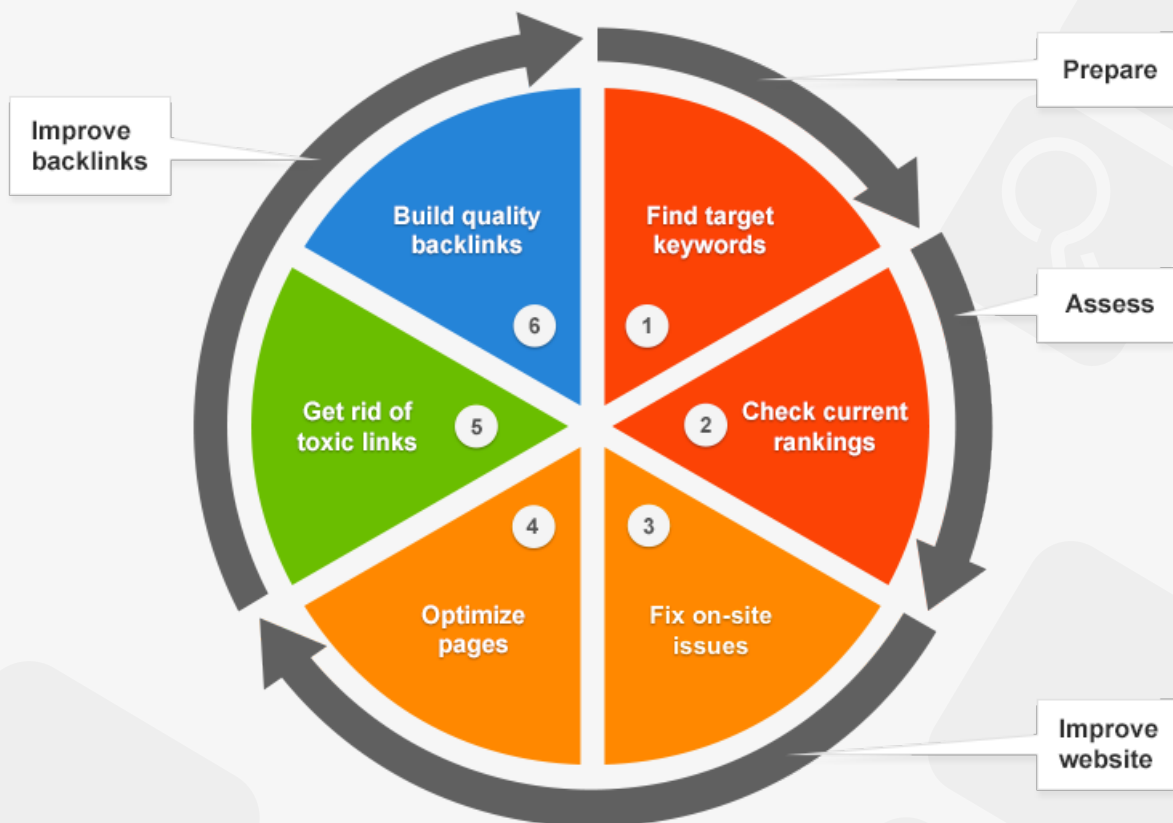 Prepare
Improve
backlinks
Build quality
backlinks
6
Find target
keywords
1
Assess
Get rid of
toxic links
5
2
Check current
rankings
4
Optimize
pages
3
Fix on-site
issues
Improve
website